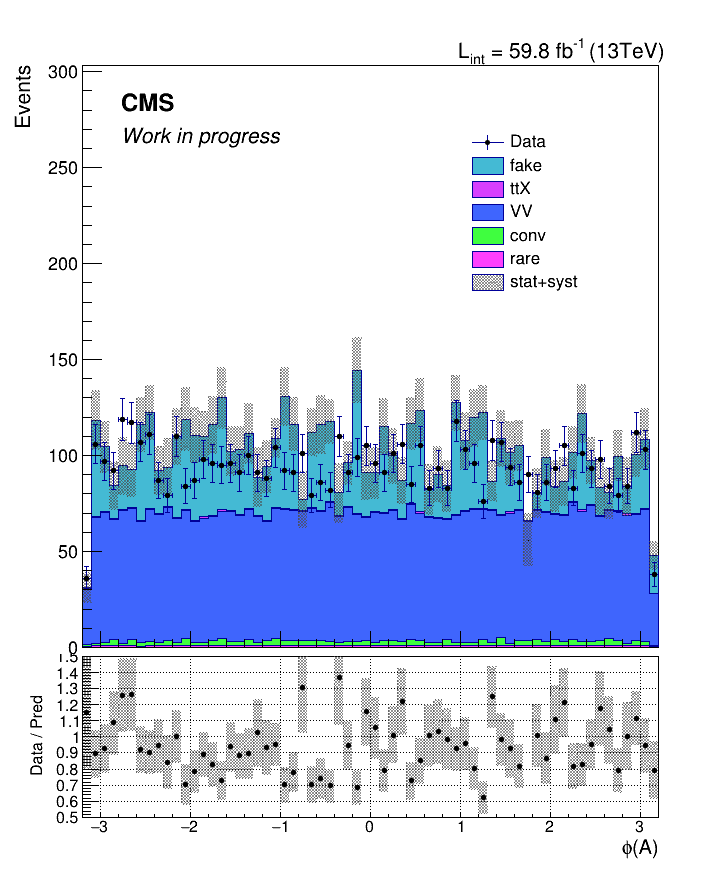 L_int = 59.8 fb^-1 (13TeV)
Events
300
CMS
Work in progress
Data
fake
250
ttX
VV
conv
200
rare
stat+syst
150
100
50
0
1.5
1.4
1.3
1.2
1.1
1
0.9
0.8
0.7
0.6
0.5
Data / Pred
−3 −2 −1 0 1 2 3
ϕ(A)